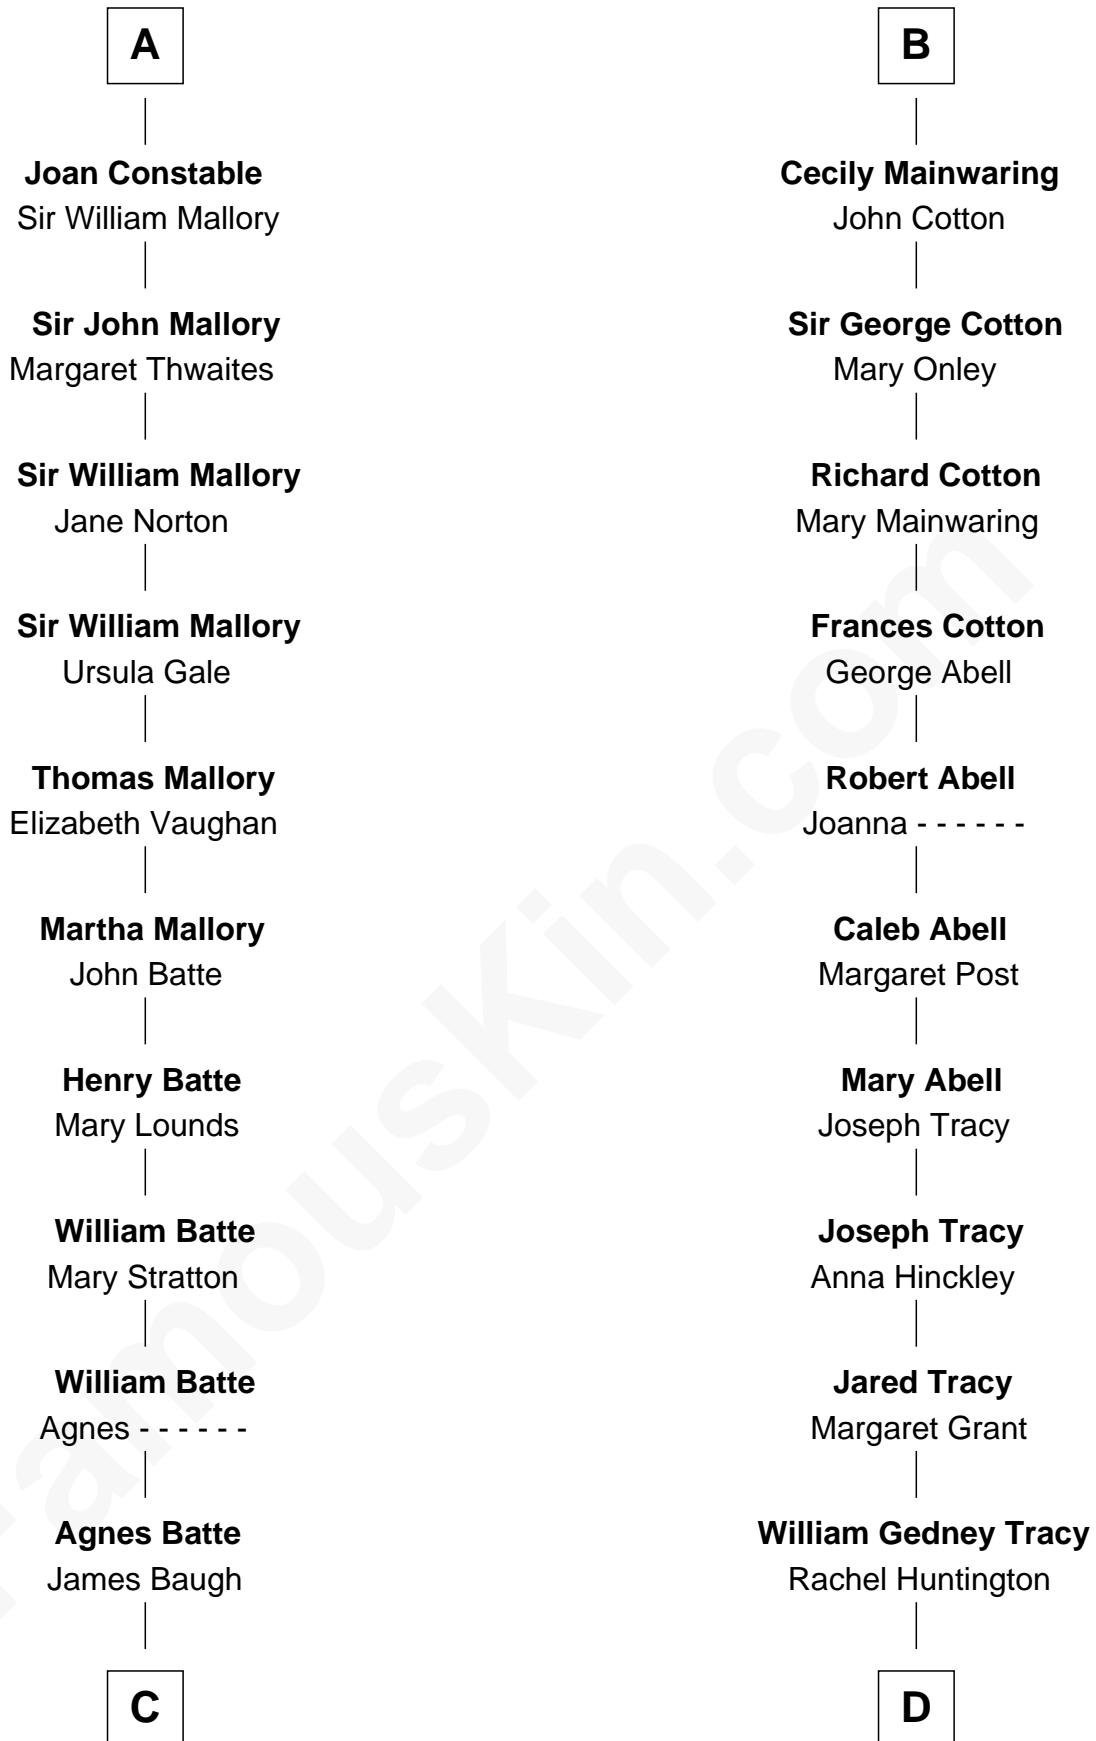 A
Joan Constable
Sir William Mallory
Sir John Mallory
Margaret Thwaites
Sir William Mallory
Jane Norton
Sir William Mallory
Ursula Gale
Thomas Mallory
Elizabeth Vaughan
Martha Mallory
John Batte
Henry Batte
Mary Lounds
William Batte
Mary Stratton
William Batte
Agnes - - - - - -
Agnes Batte
James Baugh
C
B
Cecily Mainwaring
John Cotton
Sir George Cotton
Mary Onley
Richard Cotton
Mary Mainwaring
Frances Cotton
George Abell
Robert Abell
Joanna - - - - - -
Caleb Abell
Margaret Post
Mary Abell
Joseph Tracy
Joseph Tracy
Anna Hinckley
Jared Tracy
Margaret Grant
William Gedney Tracy
Rachel Huntington
D
FamousKin.com